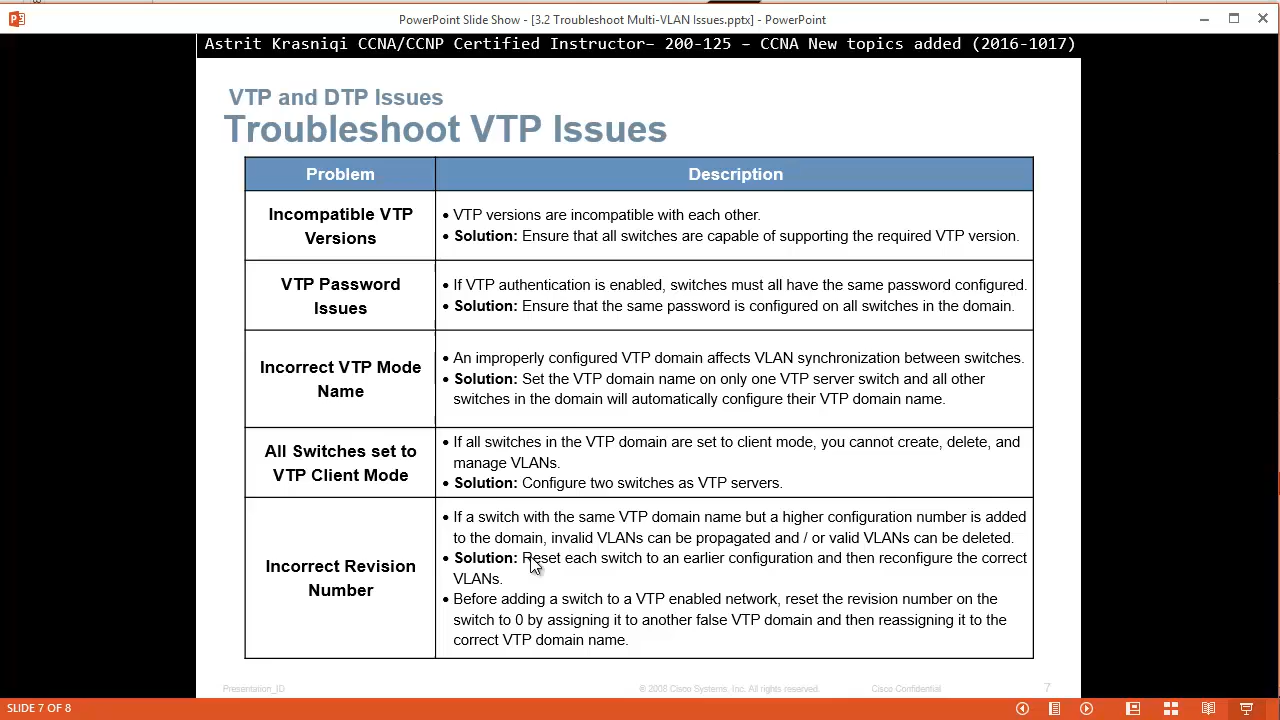 PowerPoint Slide Show - [3.2 Troubleshoot Multi-VLAN Issues.pptx] - PowerPoint
Astrit Krasniqi CCNA/CCNP Certified Instructor– 200-125 – CCNA New topics added (2016-1017)
VTP and DTP Issues
Troubleshoot VTP Issues
Problem
Description
Incompatible VTP
Versions
• VTP versions are incompatible with each other.
• Solution: Ensure that all switches are capable of supporting the required VTP version.
VTP Password
Issues
• If VTP authentication is enabled, switches must all have the same password configured.
• Solution: Ensure that the same password is configured on all switches in the domain.
Incorrect VTP Mode
Name
• An improperly configured VTP domain affects VLAN synchronization between switches.
• Solution: Set the VTP domain name on only one VTP server switch and all other
switches in the domain will automatically configure their VTP domain name.
All Switches set to
VTP Client Mode
• If all switches in the VTP domain are set to client mode, you cannot create, delete, and
manage VLANs.
• Solution: Configure two switches as VTP servers.
Incorrect Revision
Number
• If a switch with the same VTP domain name but a higher configuration number is added
to the domain, invalid VLANs can be propagated and / or valid VLANs can be deleted.
• Solution: Reset each switch to an earlier configuration and then reconfigure the correct
VLANs.
• Before adding a switch to a VTP enabled network, reset the revision number on the
switch to 0 by assigning it to another false VTP domain and then reassigning it to the
correct VTP domain name.
Presentation_ID
© 2008 Cisco Systems, Inc. All rights reserved.
Cisco Confidential
7
SLIDE 7 OF 8